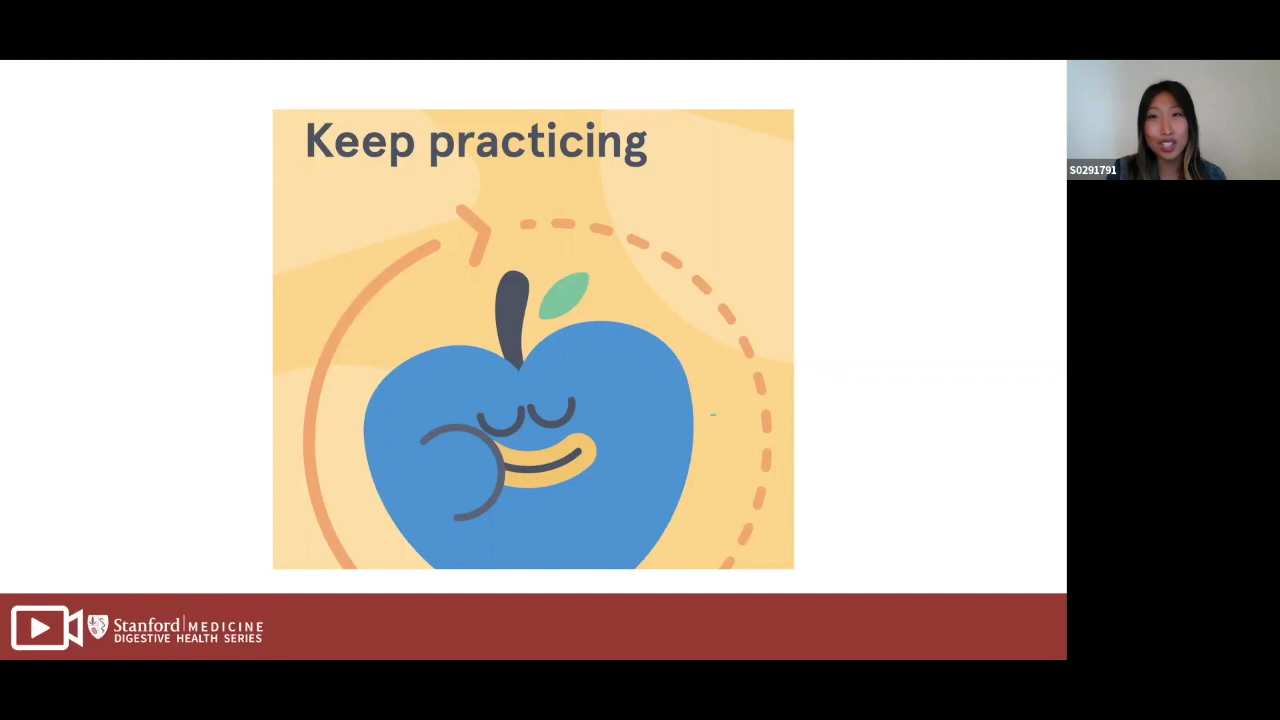 Keep practicing
S0291791
Stanford MEDICINE
DIGESTIVE HEALTH SERIES